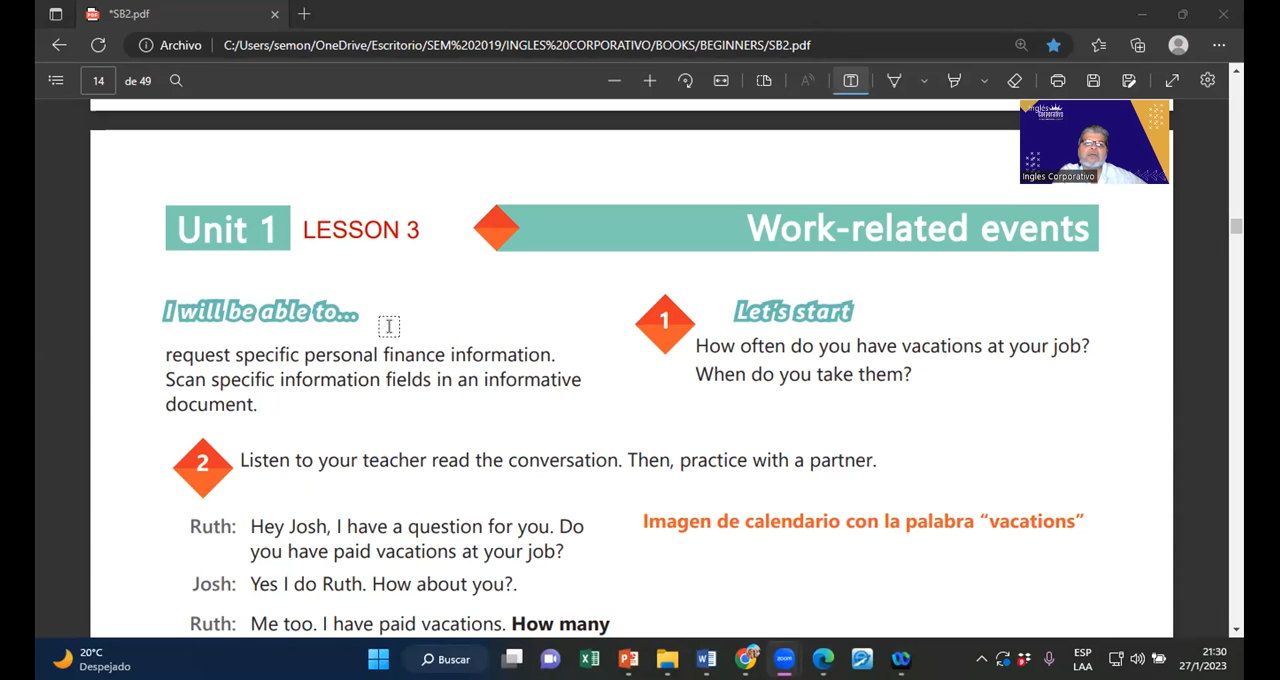 *SB2.pdf
Archivo C:/Users/semon/OneDrive/Escritorio/SEM%202019/INGLES%20CORPORATIVO/BOOKS/BEGINNERS/SB2.pdf
14 de 49
Inglés
Corporativo
Ingles Corporativo
Unit 1 LESSON 3 Work-related events
I will be able to...
request specific personal finance information.
Scan specific information fields in an informative
document.
1 Let's start
How often do you have vacations at your job?
When do you take them?
2 Listen to your teacher read the conversation. Then, practice with a partner.
Ruth: Hey Josh, I have a question for you. Do
you have paid vacations at your job?
Josh: Yes I do Ruth. How about you?.
Ruth: Me too. I have paid vacations. How many
Imagen de calendario con la palabra “vacations”
20°C
Despejado
Buscar
zoom
ESP
LAA
21:30
27/1/2023